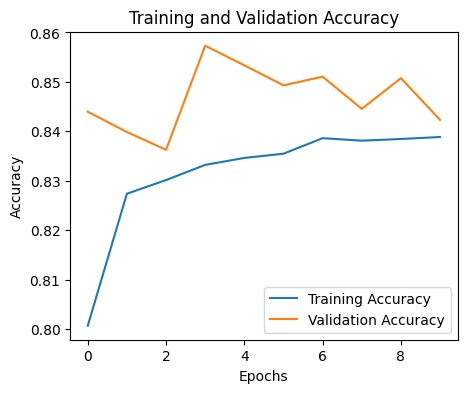 Training and Validation Accuracy
0.86
0.85
0.84
0.83
0.82
0.81
0.80
Accuracy
0 2 4 6 8
Epochs
Training Accuracy
Validation Accuracy